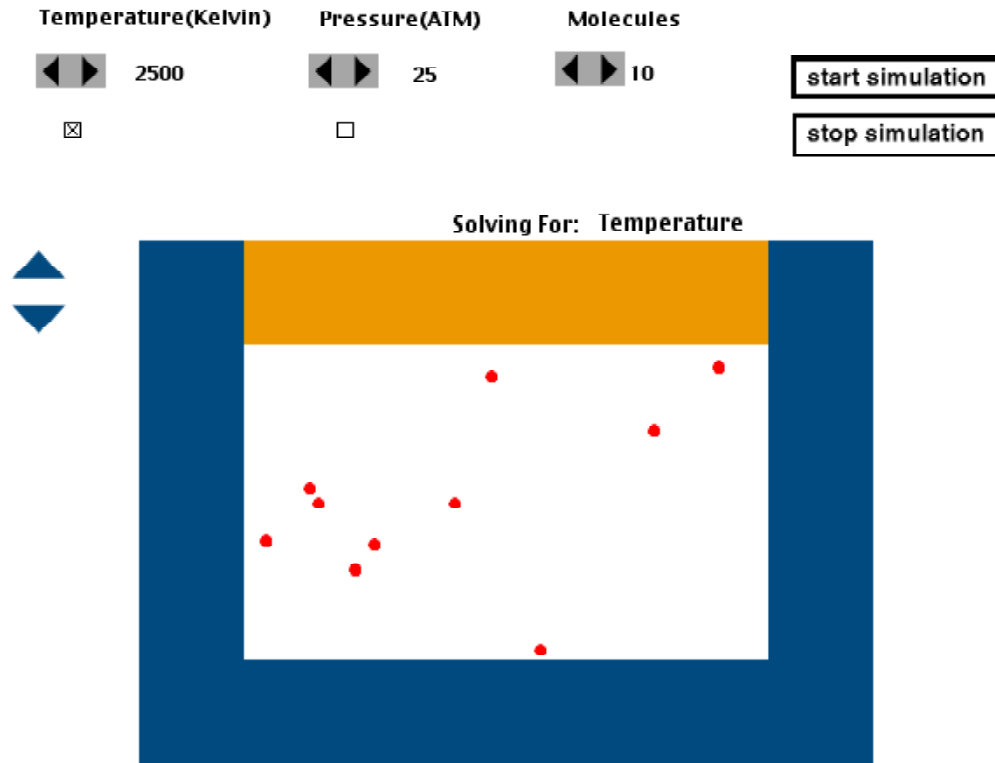 Temperature(Kelvin) Pressure(ATM) Molecules
2500 25 10
start simulation
stop simulation
Solving For: Temperature